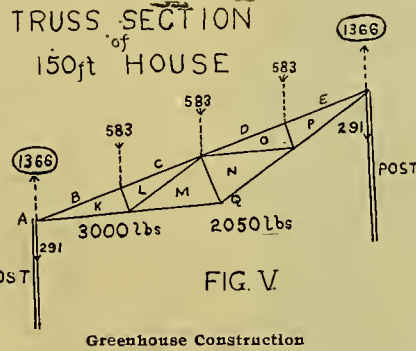 TRUSS SECTION
of
150ft HOUSE
1366
583
E
583
D
291
O
P
583
C
POST
1366
B
L
N
K
M
A
Q
3000 lbs
2050 lbs
291
POST
FIG. V.
Greenhouse Construction